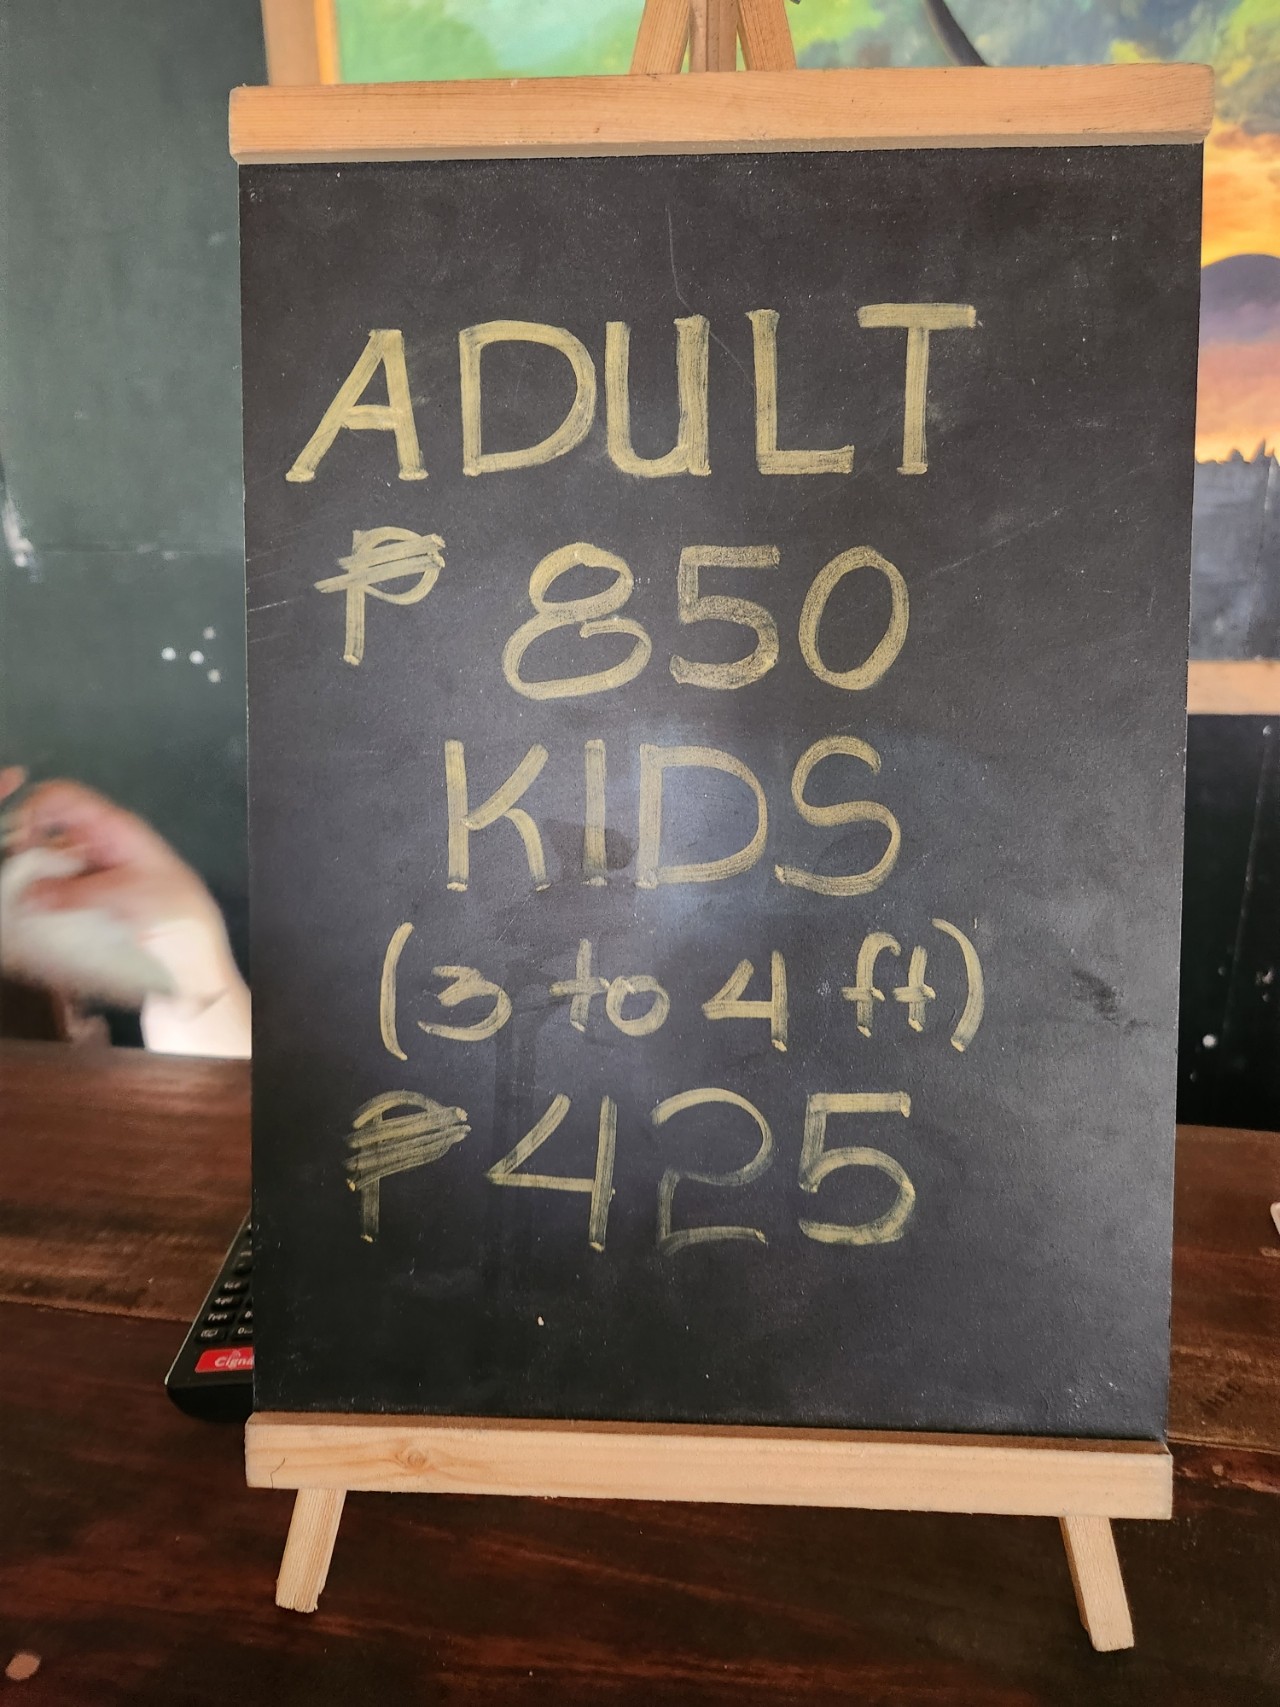 ADULT
₱ 850
KIDS
(3 to 4 ft)
₱ 425